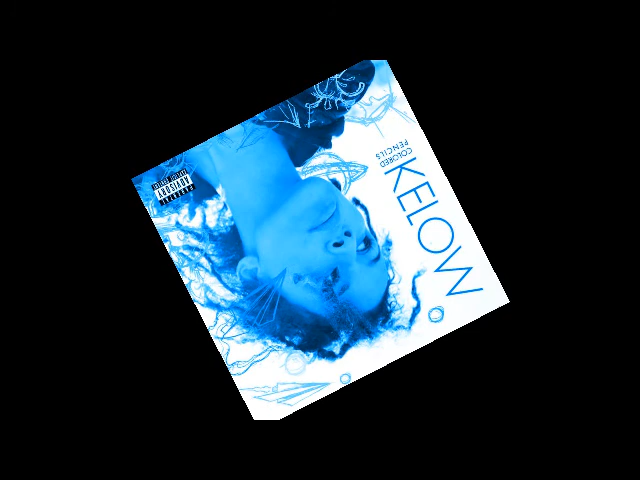 KELOW
COLORED
PENCILS
PARENTAL
ADVISORY
EXPLICIT CONTENT